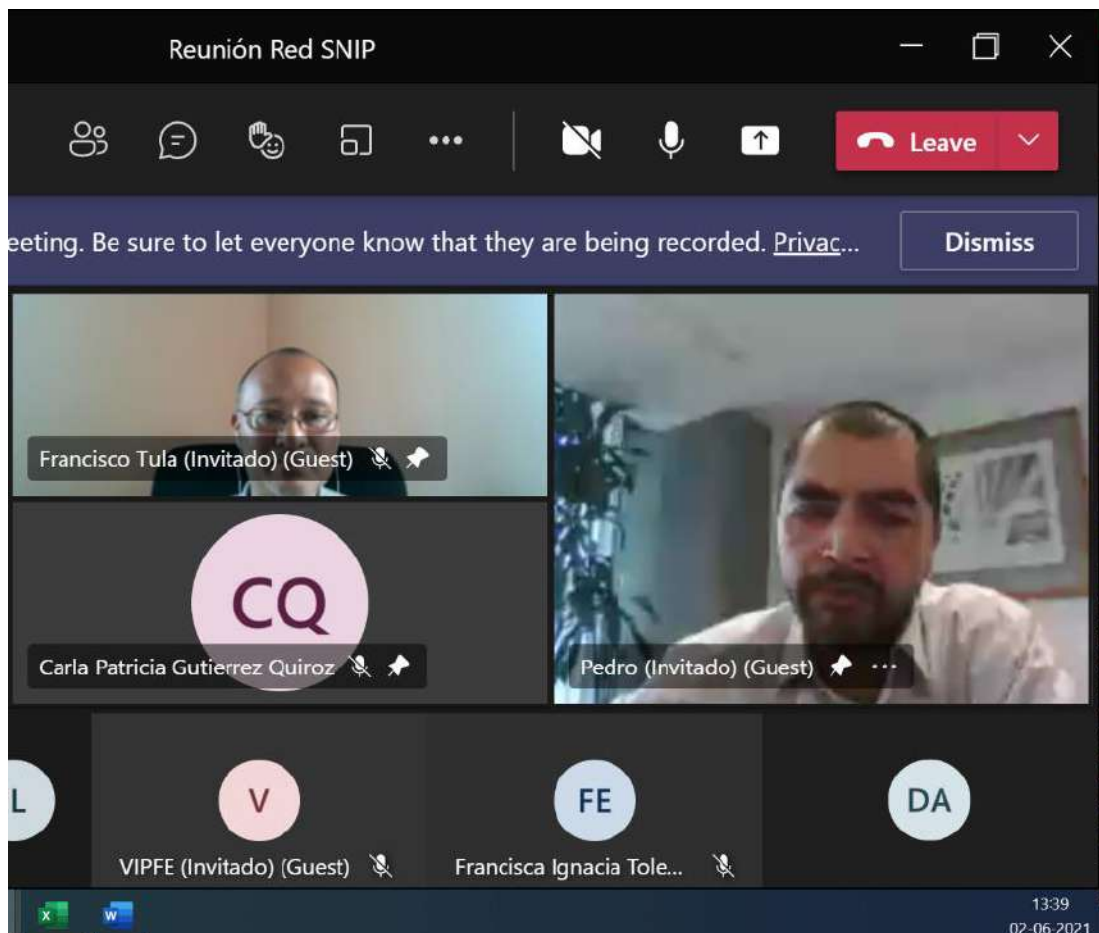 Reunión Red SNIP
Leave
eeting. Be sure to let everyone know that they are being recorded. Privac...
Dismiss
Francisco Tula (Invitado) (Guest)
CQ
Carla Patricia Gutierrez Quiroz
Pedro (Invitado) (Guest) ...
L
V
FE
DA
VIPFE (Invitado) (Guest)
Francisca Ignacia Tole...
X
W
13:39
02-06-2021